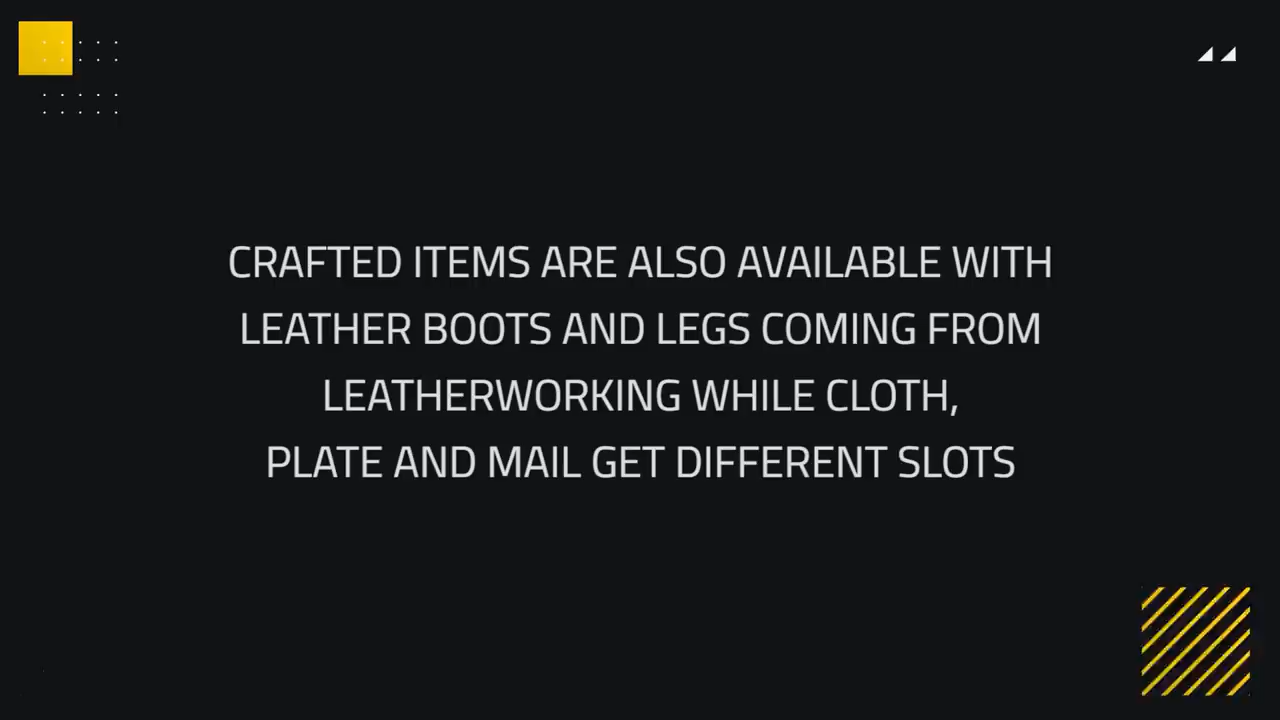 CRAFTED ITEMS ARE ALSO AVAILABLE WITH
LEATHER BOOTS AND LEGS COMING FROM
LEATHERWORKING WHILE CLOTH,
PLATE AND MAIL GET DIFFERENT SLOTS